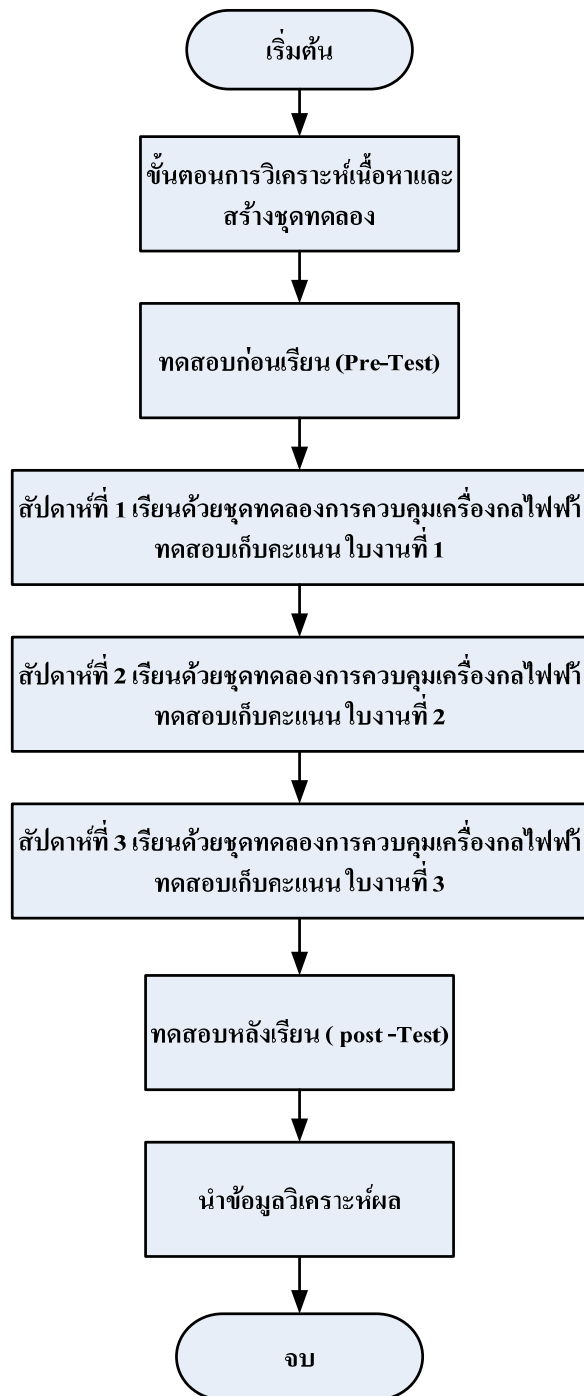 เริ่มต้น
ขั้นตอนการวิเคราะห์เนื้อหาและ
สร้างชุดทดลอง
ทดสอบก่อนเรียน (Pre-Test)
สัปดาห์ที่ 1 เรียนด้วยชุดทดลองการควบคุมเครื่องกลไฟฟ้า
ทดสอบเก็บคะแนน ใบงานที่ 1
สัปดาห์ที่ 2 เรียนด้วยชุดทดลองการควบคุมเครื่องกลไฟฟ้า
ทดสอบเก็บคะแนน ใบงานที่ 2
สัปดาห์ที่ 3 เรียนด้วยชุดทดลองการควบคุมเครื่องกลไฟฟ้า
ทดสอบเก็บคะแนน ใบงานที่ 3
ทดสอบหลังเรียน ( post -Test)
นำข้อมูลวิเคราะห์ผล
จบ